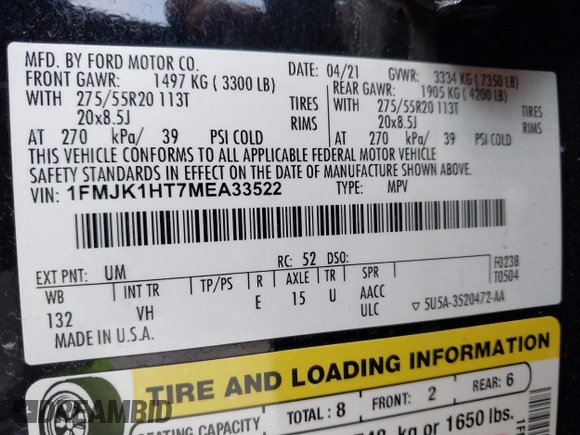 MFD. BY FORD MOTOR CO.
DATE: 04/21 GVWR: 3334 KG (7350 LB)
FRONT GAWR: 1497 KG (3300 LB) REAR GAWR: 1905 KG (4200 LB)
WITH 275/55R20 113T TIRES WITH 275/55R20 113T TIRES
20x8.5J RIMS 20x8.5J RIMS
AT 270 kPa/ 39 PSI COLD AT 270 kPa/ 39 PSI COLD
THIS VEHICLE CONFORMS TO ALL APPLICABLE FEDERAL MOTOR VEHICLE
SAFETY STANDARDS IN EFFECT ON THE DATE OF MANUFACTURE SHOWN ABOVE.
VIN: 1FMJK1HT7MEA33522 TYPE: MPV
EXT PNT: UM RC: 52 DSO: F0238
WB INT TR TP/PS R AXLE TR SPR T0504
132 VH E 15 U AACC
ULC ▽ 5U5A-3520472-AA
MADE IN U.S.A.
TIRE AND LOADING INFORMATION
TOTAL: 8 FRONT: 2 REAR: 6
kg or 1650 lbs.
DREAMBID